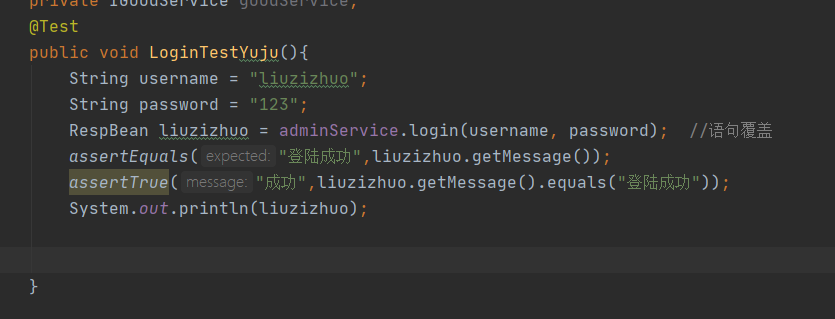 private IGoodService goodService;
@Test
public void LoginTestYuju(){
String username = "liuzizhuo";
String password = "123";
RespBean liuzizhuo = adminService.login(username, password);  //语句覆盖
assertEquals( expected: "登陆成功",liuzizhuo.getMessage());
assertTrue( message: "成功",liuzizhuo.getMessage().equals("登陆成功"));
System.out.println(liuzizhuo);
}